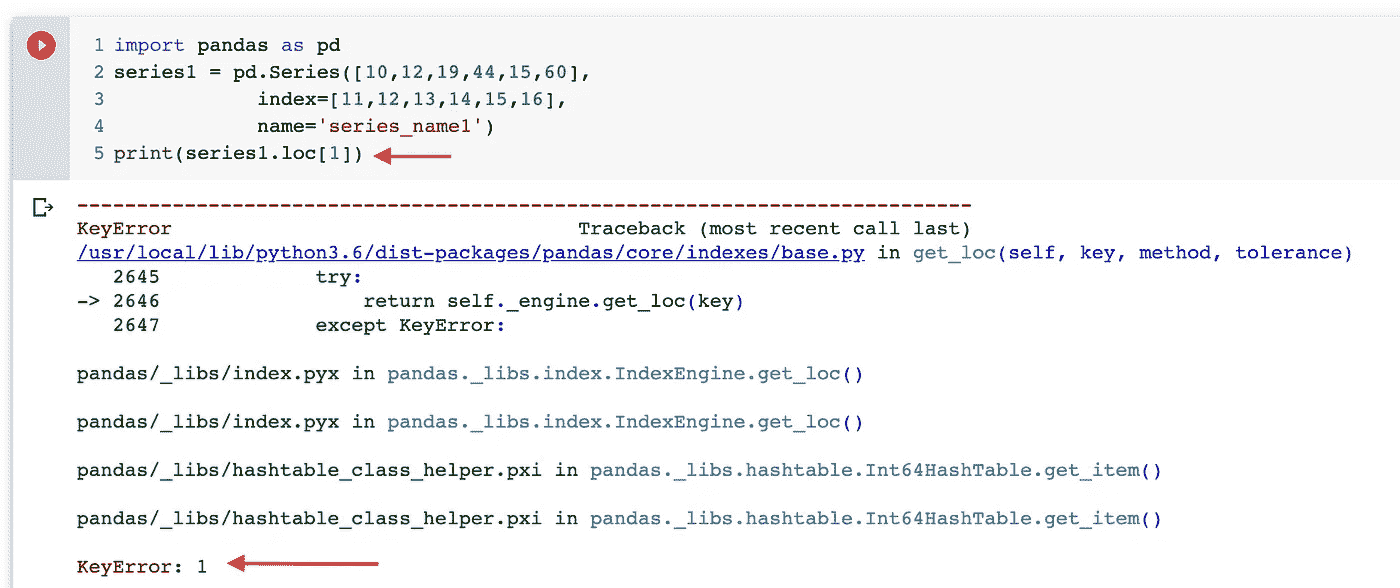 1 import pandas as pd
2 series1 = pd.Series([10,12,19,44,15,60],
3             index=[11,12,13,14,15,16],
4             name='series_name1')
5 print(series1.loc[1])
---------------------------------------------------------------------------
KeyError                                  Traceback (most recent call last)
/usr/local/lib/python3.6/dist-packages/pandas/core/indexes/base.py in get_loc(self, key, method, tolerance)
   2645             try:
-> 2646                 return self._engine.get_loc(key)
   2647             except KeyError:
pandas/_libs/index.pyx in pandas._libs.index.IndexEngine.get_loc()
pandas/_libs/index.pyx in pandas._libs.index.IndexEngine.get_loc()
pandas/_libs/hashtable_class_helper.pxi in pandas._libs.hashtable.Int64HashTable.get_item()
pandas/_libs/hashtable_class_helper.pxi in pandas._libs.hashtable.Int64HashTable.get_item()
KeyError: 1